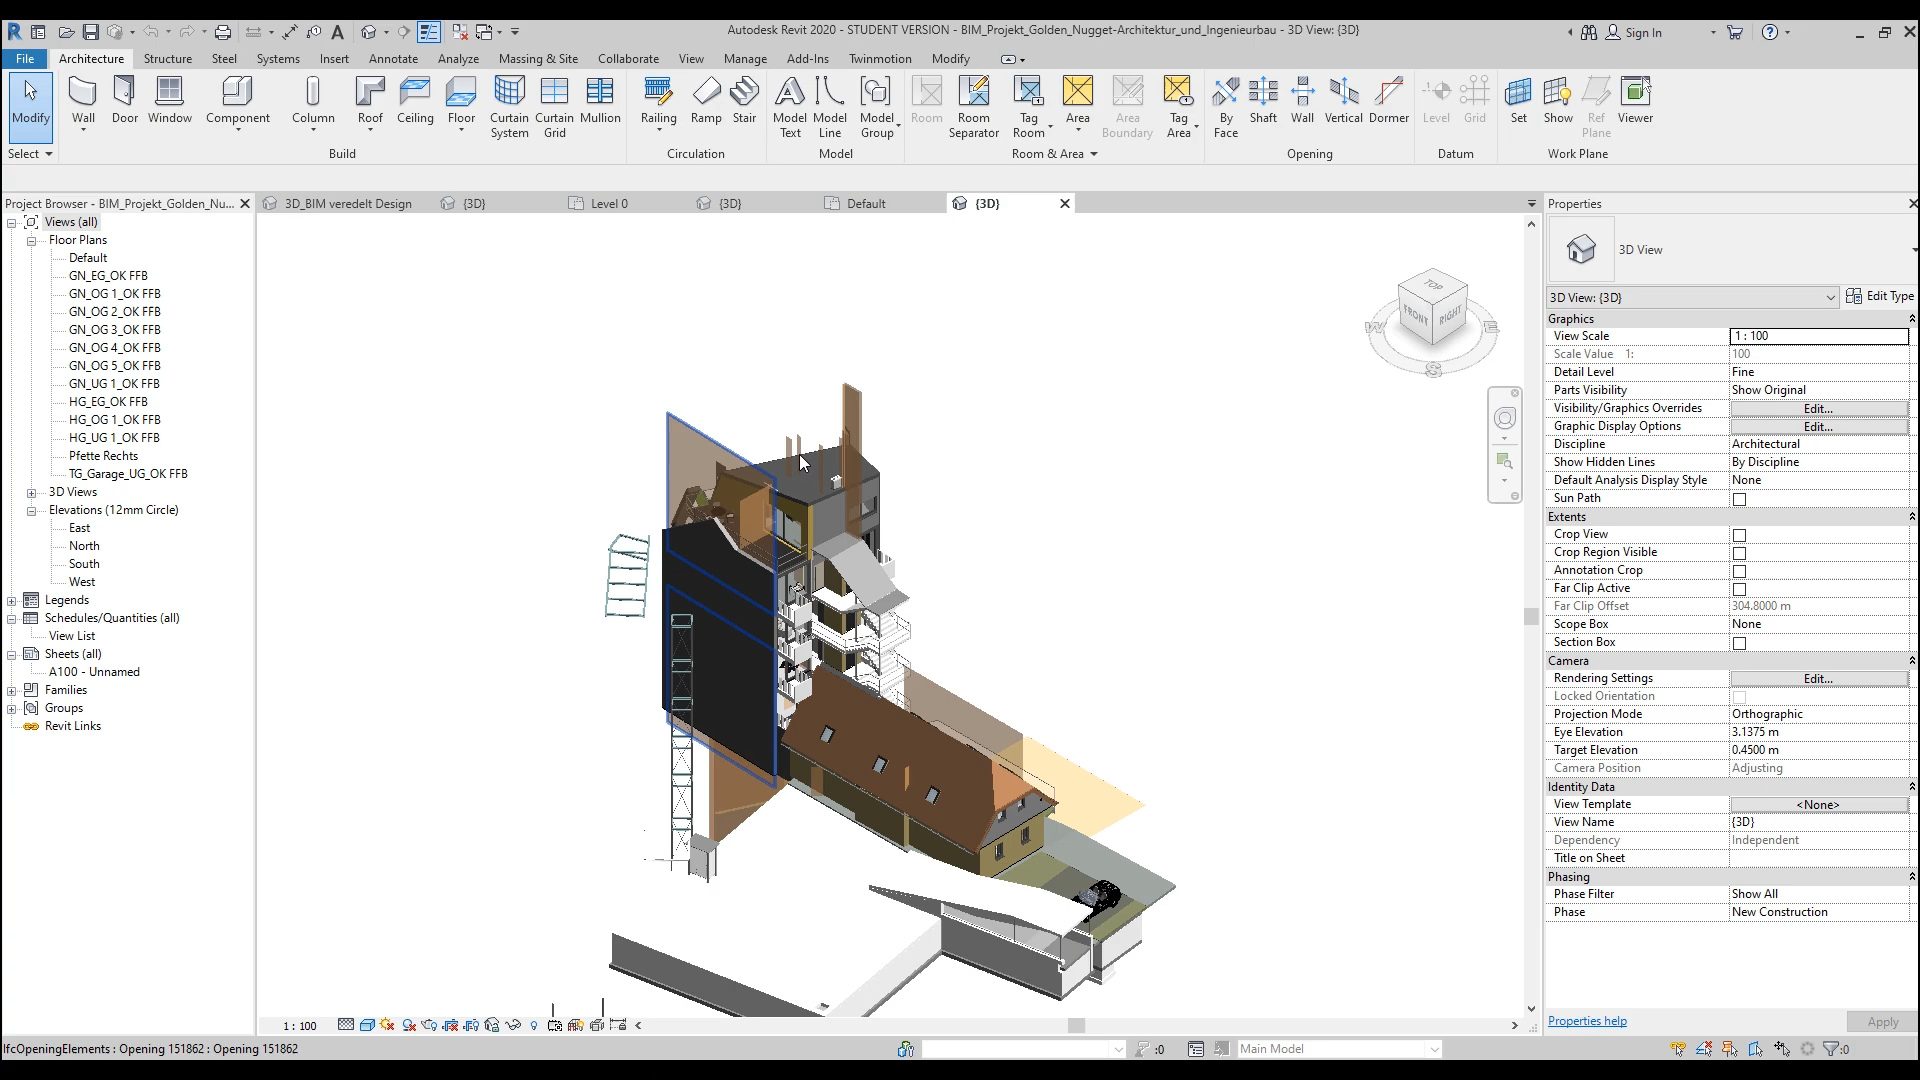 Autodesk Revit 2020 - STUDENT VERSION - BIM_Projekt_Golden_Nugget-Architektur_und_Ingenieurbau - 3D View: {3D}
Sign In
File Architecture Structure Steel Systems Insert Annotate Analyze Massing & Site Collaborate View Manage Add-Ins Twinmotion Modify
Modify
Wall
Door
Window
Component
Column
Roof
Ceiling
Floor
Curtain System
Curtain Grid
Mullion
Railing
Ramp
Stair
Model Text
Model Line
Model Group
Room
Room Separator
Tag Room
Area
Area Boundary
Tag Area
By Face
Shaft
Wall
Vertical
Dormer
Level
Grid
Set
Show
Ref Plane
Viewer
Select
Build
Circulation
Model
Room & Area
Opening
Datum
Work Plane
Project Browser - BIM_Projekt_Golden_Nu...
3D_BIM veredelt Design
{3D}
Level 0
{3D}
Default
{3D}
Properties
Views (all)
Floor Plans
Default
GN_EG_OK FFB
GN_OG 1_OK FFB
GN_OG 2_OK FFB
GN_OG 3_OK FFB
GN_OG 4_OK FFB
GN_OG 5_OK FFB
GN_UG 1_OK FFB
HG_EG_OK FFB
HG_OG 1_OK FFB
HG_UG 1_OK FFB
Pfette Rechts
TG_Garage_UG_OK FFB
3D Views
Elevations (12mm Circle)
East
North
South
West
Legends
Schedules/Quantities (all)
View List
Sheets (all)
A100 - Unnamed
Families
Groups
Revit Links
TOP
FRONT
RIGHT
W
E
S
3D View
3D View: {3D}
Edit Type
Graphics
View Scale 1 : 100
Scale Value 1: 100
Detail Level Fine
Parts Visibility Show Original
Visibility/Graphics Overrides Edit...
Graphic Display Options Edit...
Discipline Architectural
Show Hidden Lines By Discipline
Default Analysis Display Style None
Sun Path
Extents
Crop View
Crop Region Visible
Annotation Crop
Far Clip Active
Far Clip Offset 304.8000 m
Scope Box None
Section Box
Camera
Rendering Settings Edit...
Locked Orientation
Projection Mode Orthographic
Eye Elevation 3.1375 m
Target Elevation 0.4500 m
Camera Position Adjusting
Identity Data
View Template <None>
View Name {3D}
Dependency Independent
Title on Sheet
Phasing
Phase Filter Show All
Phase New Construction
Properties help
Apply
1 : 100
IfcOpeningElements : Opening 151862 : Opening 151862
:0
Main Model
:0